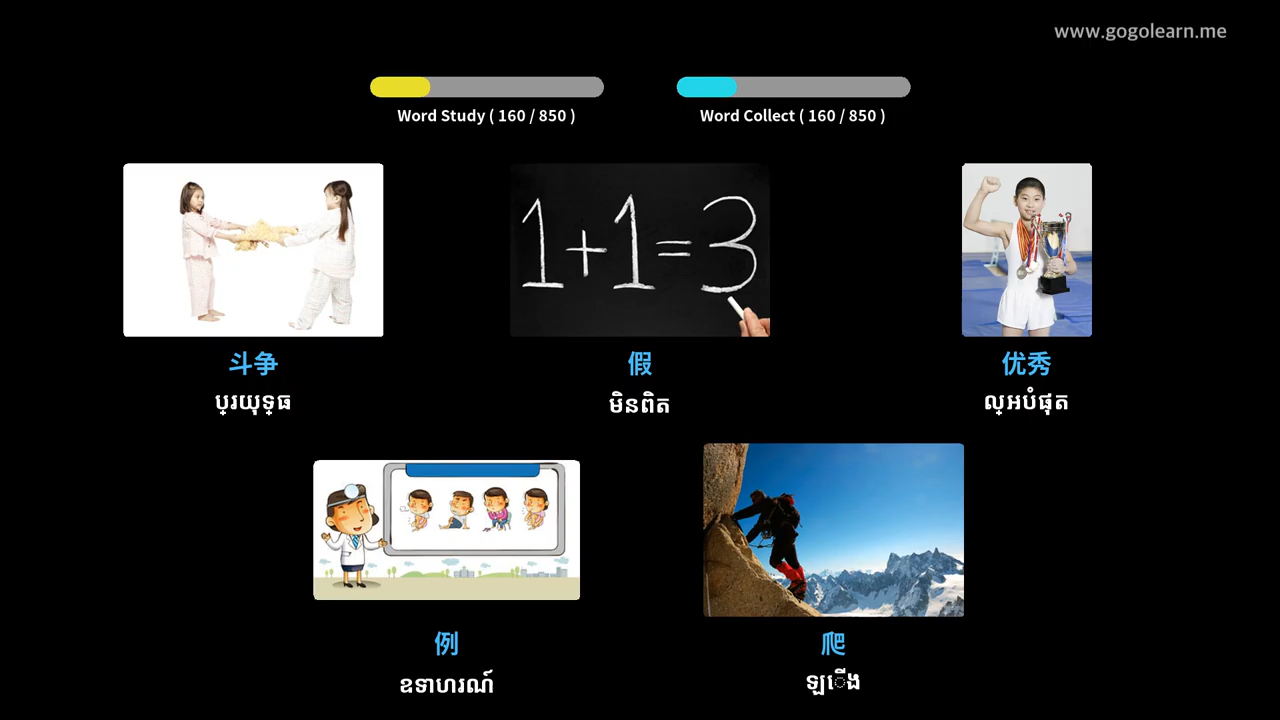 www.gogolearn.me
Word Study ( 160 / 850 )
Word Collect ( 160 / 850 )
1+1=3
斗争
ប្រយុទ្ធ
假
មិនពិត
优秀
ល្អបំផុត
例
ឧទាហរណ៍
爬
ឡើង